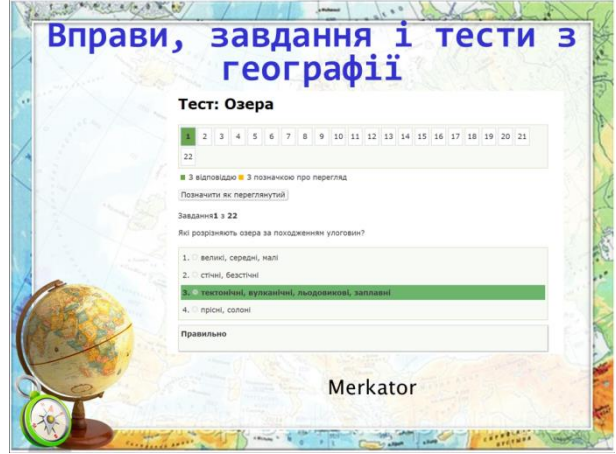 Вправи, завдання і тести з
географії
Тест: Озера
1 2 3 4 5 6 7 8 9 10 11 12 13 14 15 16 17 18 19 20 21
22
З відповіддю З позначкою про перегляд
Позначити як переглянутий
Завдання1 з 22
Які розрізняють озера за походженням улоговин?
1. великі, середні, малі
2. стічні, безстічні
3. тектонічні, вулканічні, льодовикові, заплавні
4. прісні, солоні
Правильно
Merkator